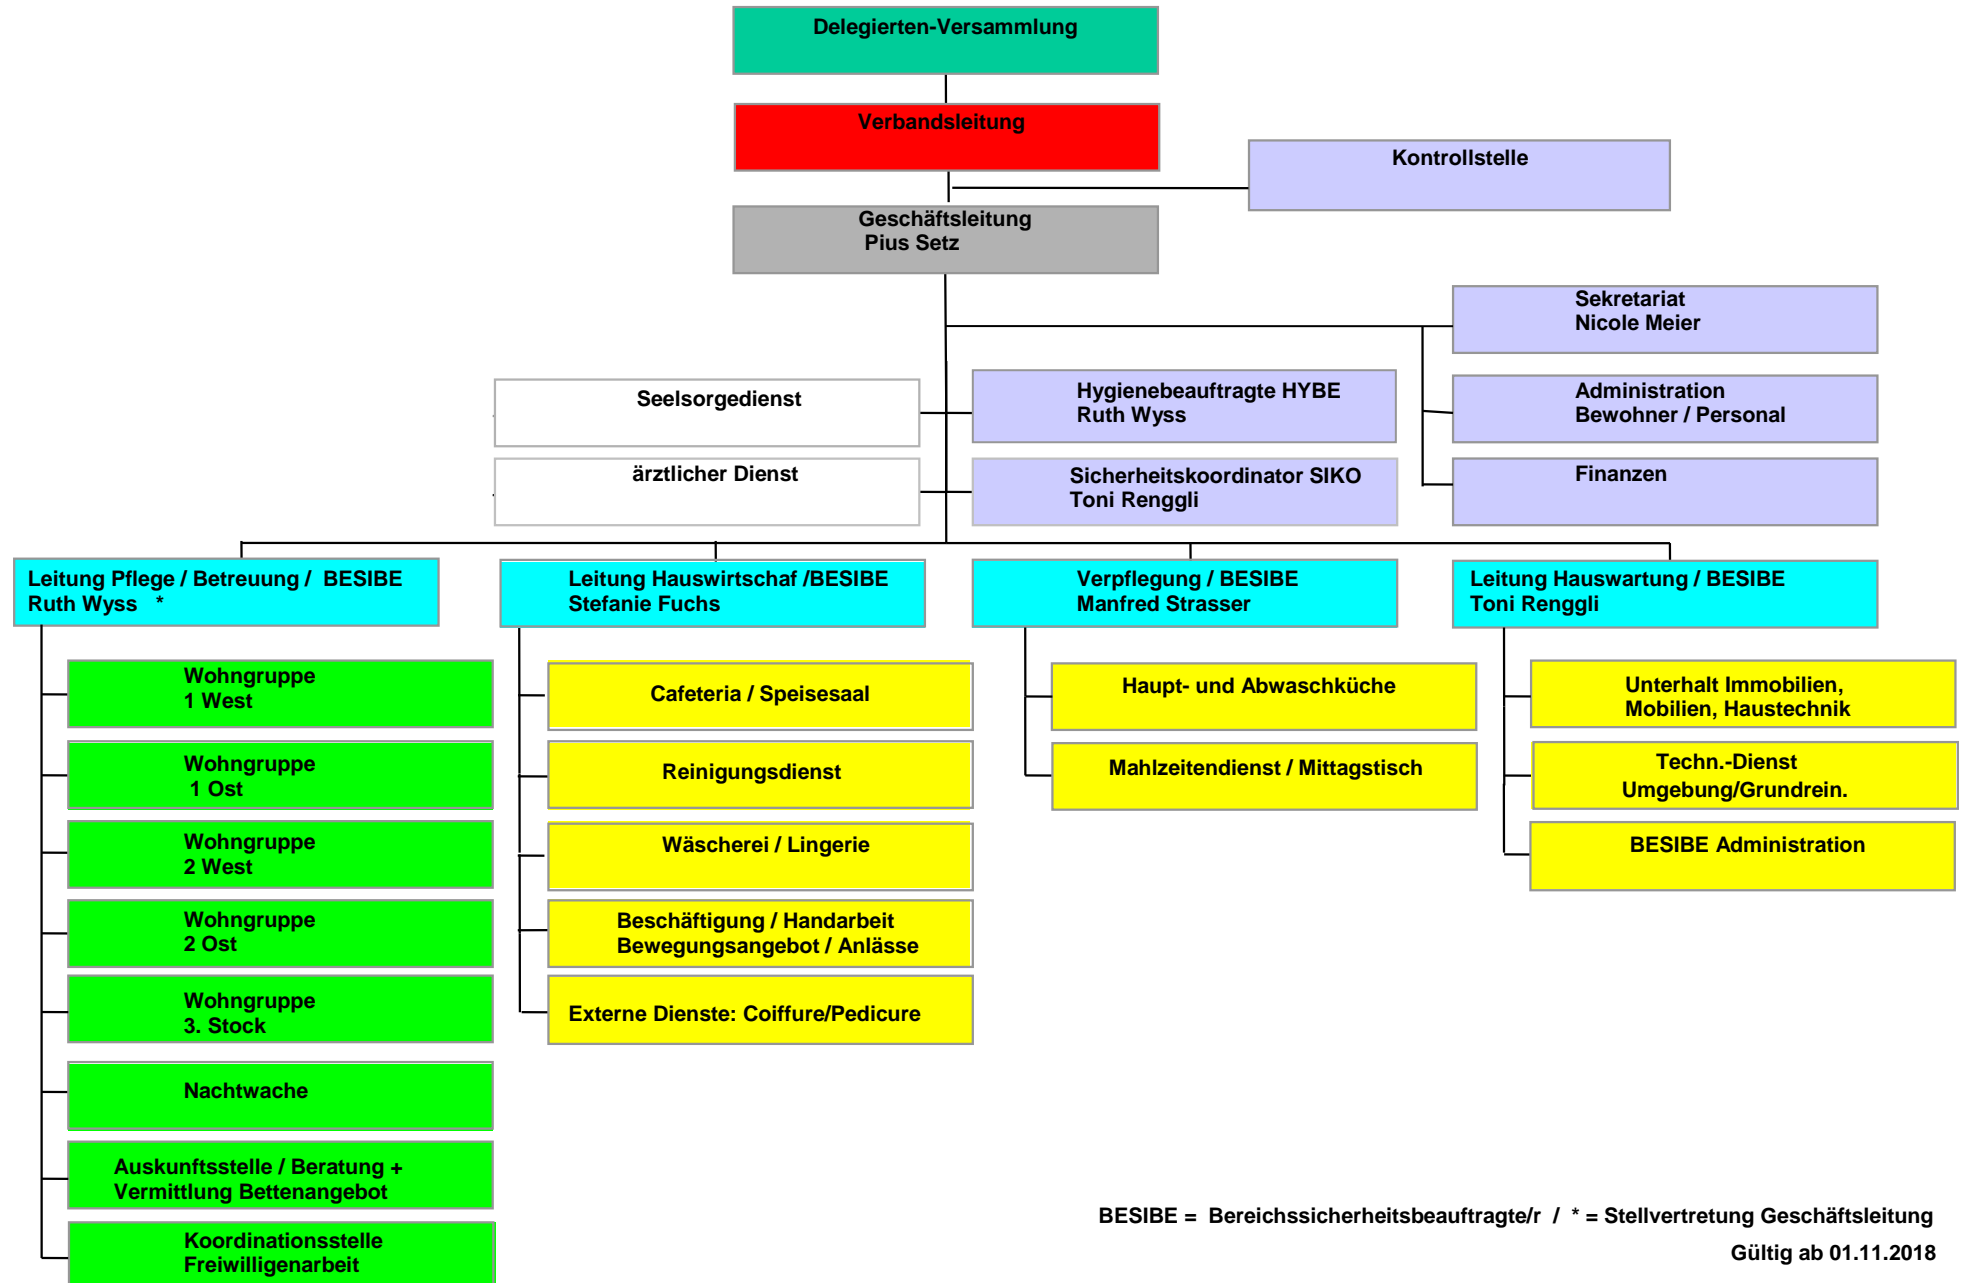 Delegierten-Versammlung
Verbandsleitung
Kontrollstelle
Geschäftsleitung
Pius Setz
Sekretariat
Nicole Meier
Seelsorgedienst
Hygienebeauftragte HYBE
Ruth Wyss
Administration
Bewohner / Personal
ärztlicher Dienst
Sicherheitskoordinator SIKO
Toni Renggli
Finanzen
Leitung Pflege / Betreuung / BESIBE
Ruth Wyss *
Leitung Hauswirtschaf /BESIBE
Stefanie Fuchs
Verpflegung / BESIBE
Manfred Strasser
Leitung Hauswartung / BESIBE
Toni Renggli
Wohngruppe
1 West
Wohngruppe
1 Ost
Wohngruppe
2 West
Wohngruppe
2 Ost
Wohngruppe
3. Stock
Nachtwache
Auskunftsstelle / Beratung +
Vermittlung Bettenangebot
Koordinationsstelle
Freiwilligenarbeit
Cafeteria / Speisesaal
Reinigungsdienst
Wäscherei / Lingerie
Beschäftigung / Handarbeit
Bewegungsangebot / Anlässe
Externe Dienste: Coiffure/Pedicure
Haupt- und Abwaschküche
Mahlzeitendienst / Mittagstisch
Unterhalt Immobilien,
Mobilien, Haustechnik
Techn.-Dienst
Umgebung/Grundrein.
BESIBE Administration
BESIBE = Bereichssicherheitsbeauftragte/r / * = Stellvertretung Geschäftsleitung
Gültig ab 01.11.2018